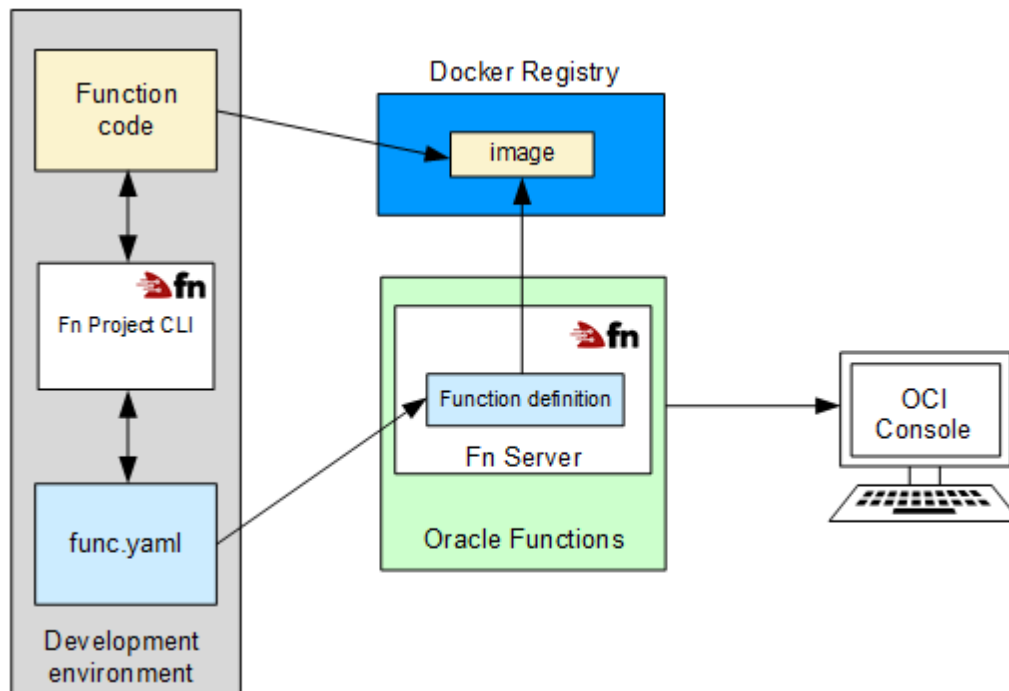 Function
code
fn
Fn Project CLI
func.yaml
Development
environment
Docker Registry
image
fn
Function definition
Fn Server
Oracle Functions
OCI
Console